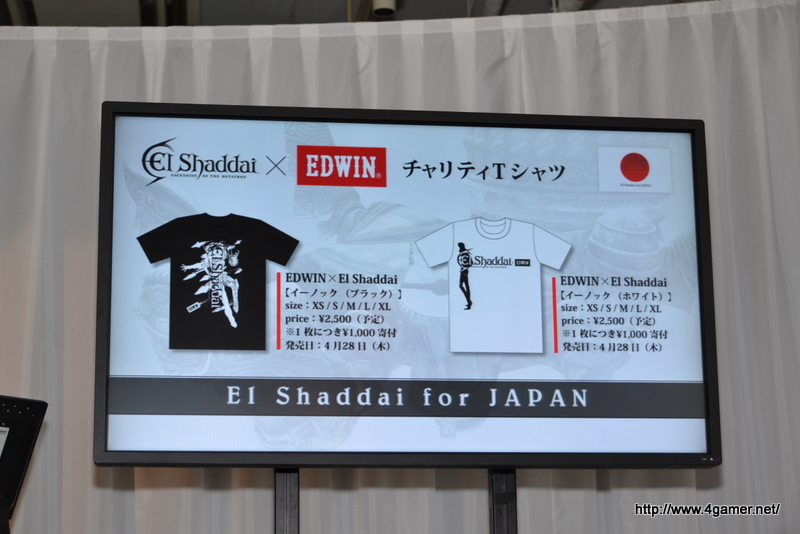 El Shaddai × EDWIN® チャリティTシャツ
ASCENSION OF THE METATRON
El Shaddai for JAPAN
El Shaddai
EDWIN×El Shaddai
【イーノック（ブラック）】
size：XS / S / M / L / XL
price：¥2,500（予定）
※1枚につき¥1,000寄付
発売日：4月28日（木）
El Shaddai EDWIN
EDWIN×El Shaddai
【イーノック（ホワイト）】
size：XS / S / M / L / XL
price：¥2,500（予定）
※1枚につき¥1,000寄付
発売日：4月28日（木）
El Shaddai for JAPAN
http://www.4gamer.net/